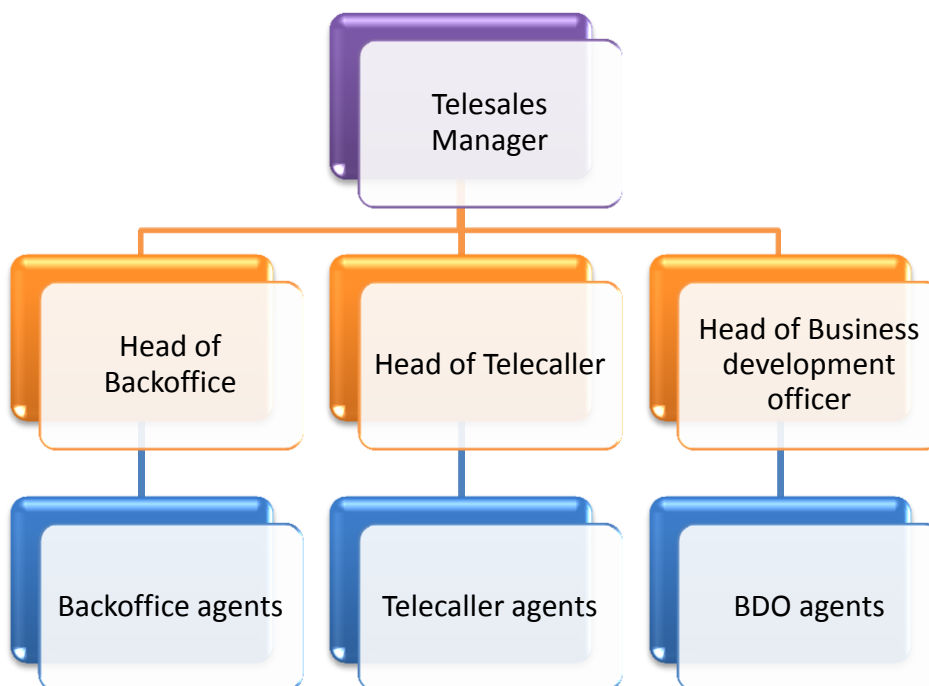 Telesales
Manager
Head of
Backoffice
Head of Telecaller
Head of Business
development
officer
Backoffice agents
Telecaller agents
BDO agents